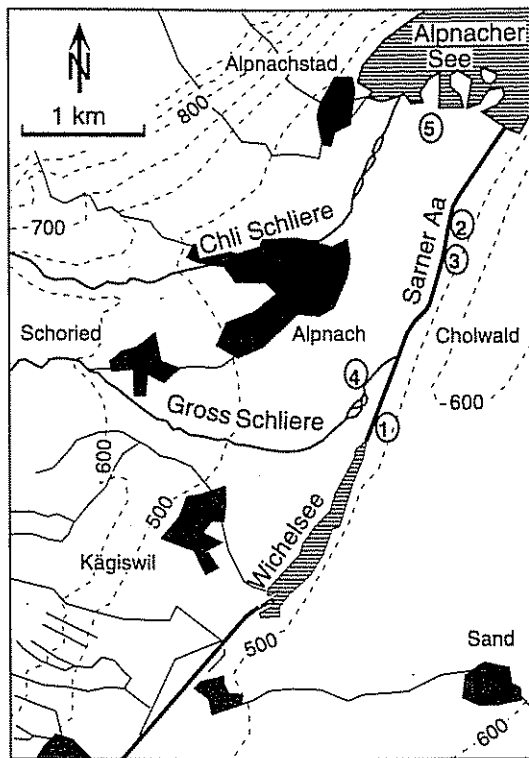 Alpnacher
See
N
Alpnachstad
1 km
800
5
-700
Chli Schliere
Sarner Aa
2
3
Schoried
Alpnach
Cholwald
4
-600
Gross Schliere
1
600
500
Wichelsee
Kägiswil
500
Sand
-600